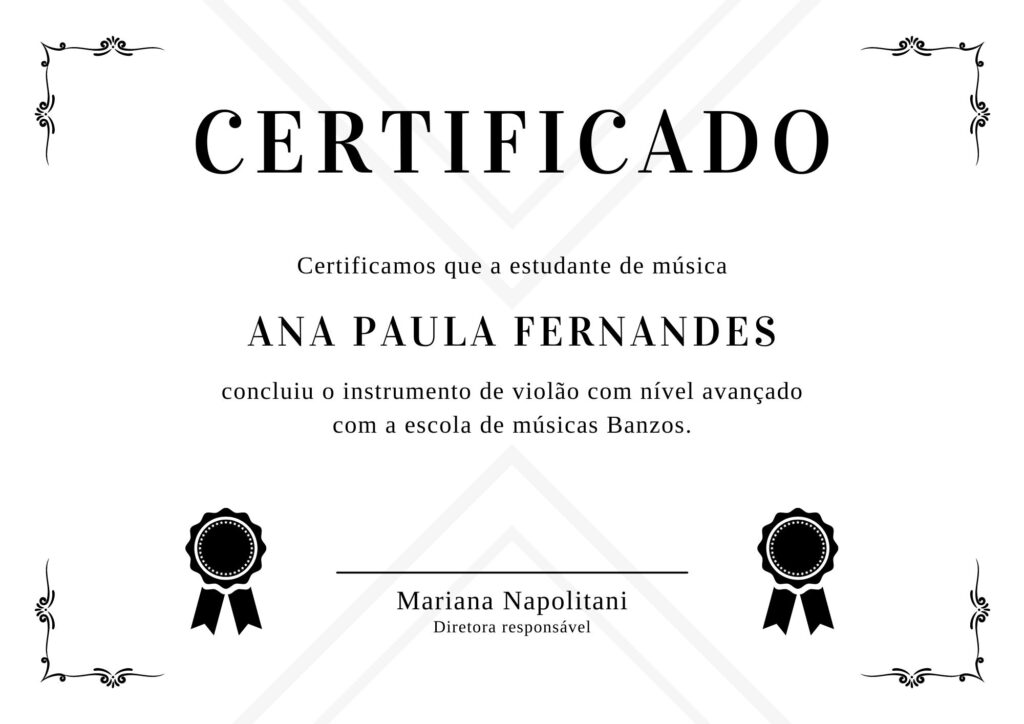 CERTIFICADO
Certificamos que a estudante de música
ANA PAULA FERNANDES
concluiu o instrumento de violão com nível avançado
com a escola de músicas Banzos.
Mariana Napolitani
Diretora responsável